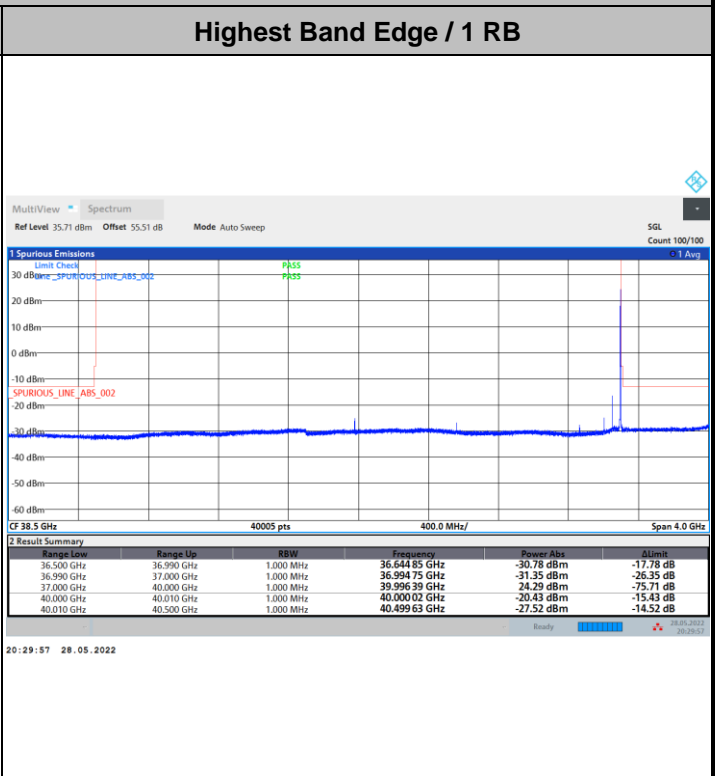 Highest Band Edge / 1 RB
MultiView Spectrum
Ref Level 35.71 dBm Offset 55.51 dB Mode Auto Sweep SGL
Count 100/100
1 Spurious Emissions 1 Avg
Limit Check PASS
Line _SPURIOUS_LINE_ABS_002 PASS
30 dBm
20 dBm
10 dBm
0 dBm
-10 dBm
_SPURIOUS_LINE_ABS_002
-20 dBm
-30 dBm
-40 dBm
-50 dBm
-60 dBm
CF 38.5 GHz 40005 pts 400.0 MHz/ Span 4.0 GHz
2 Result Summary
Range Low Range Up RBW Frequency Power Abs ΔLimit
36.500 GHz 36.990 GHz 1.000 MHz 36.644 85 GHz -30.78 dBm -17.78 dB
36.990 GHz 37.000 GHz 1.000 MHz 36.994 75 GHz -31.35 dBm -26.35 dB
37.000 GHz 40.000 GHz 1.000 MHz 39.996 39 GHz 24.29 dBm -75.71 dB
40.000 GHz 40.010 GHz 1.000 MHz 40.000 02 GHz -20.43 dBm -15.43 dB
40.010 GHz 40.500 GHz 1.000 MHz 40.499 63 GHz -27.52 dBm -14.52 dB
Ready 28.05.2022
20:29:57
20:29:57 28.05.2022